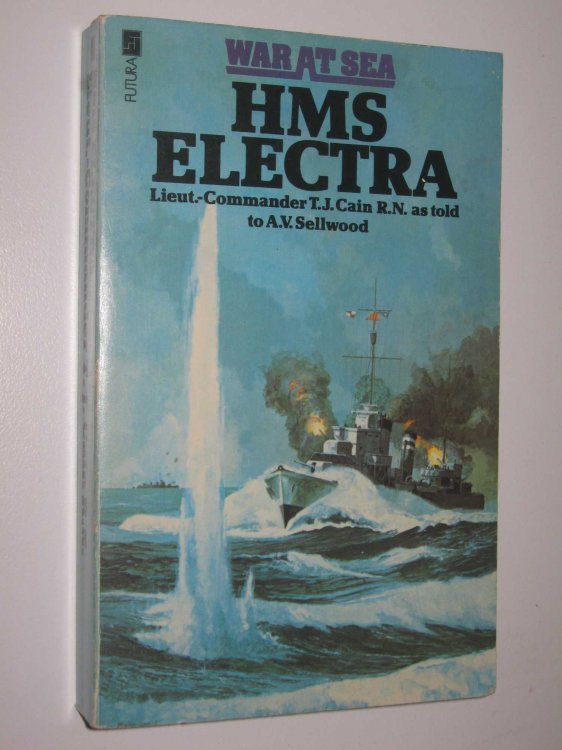 FUTURA
WAR AT SEA
HMS
ELECTRA
Lieut.-Commander T.J. Cain R.N. as told
to A.V. Sellwood